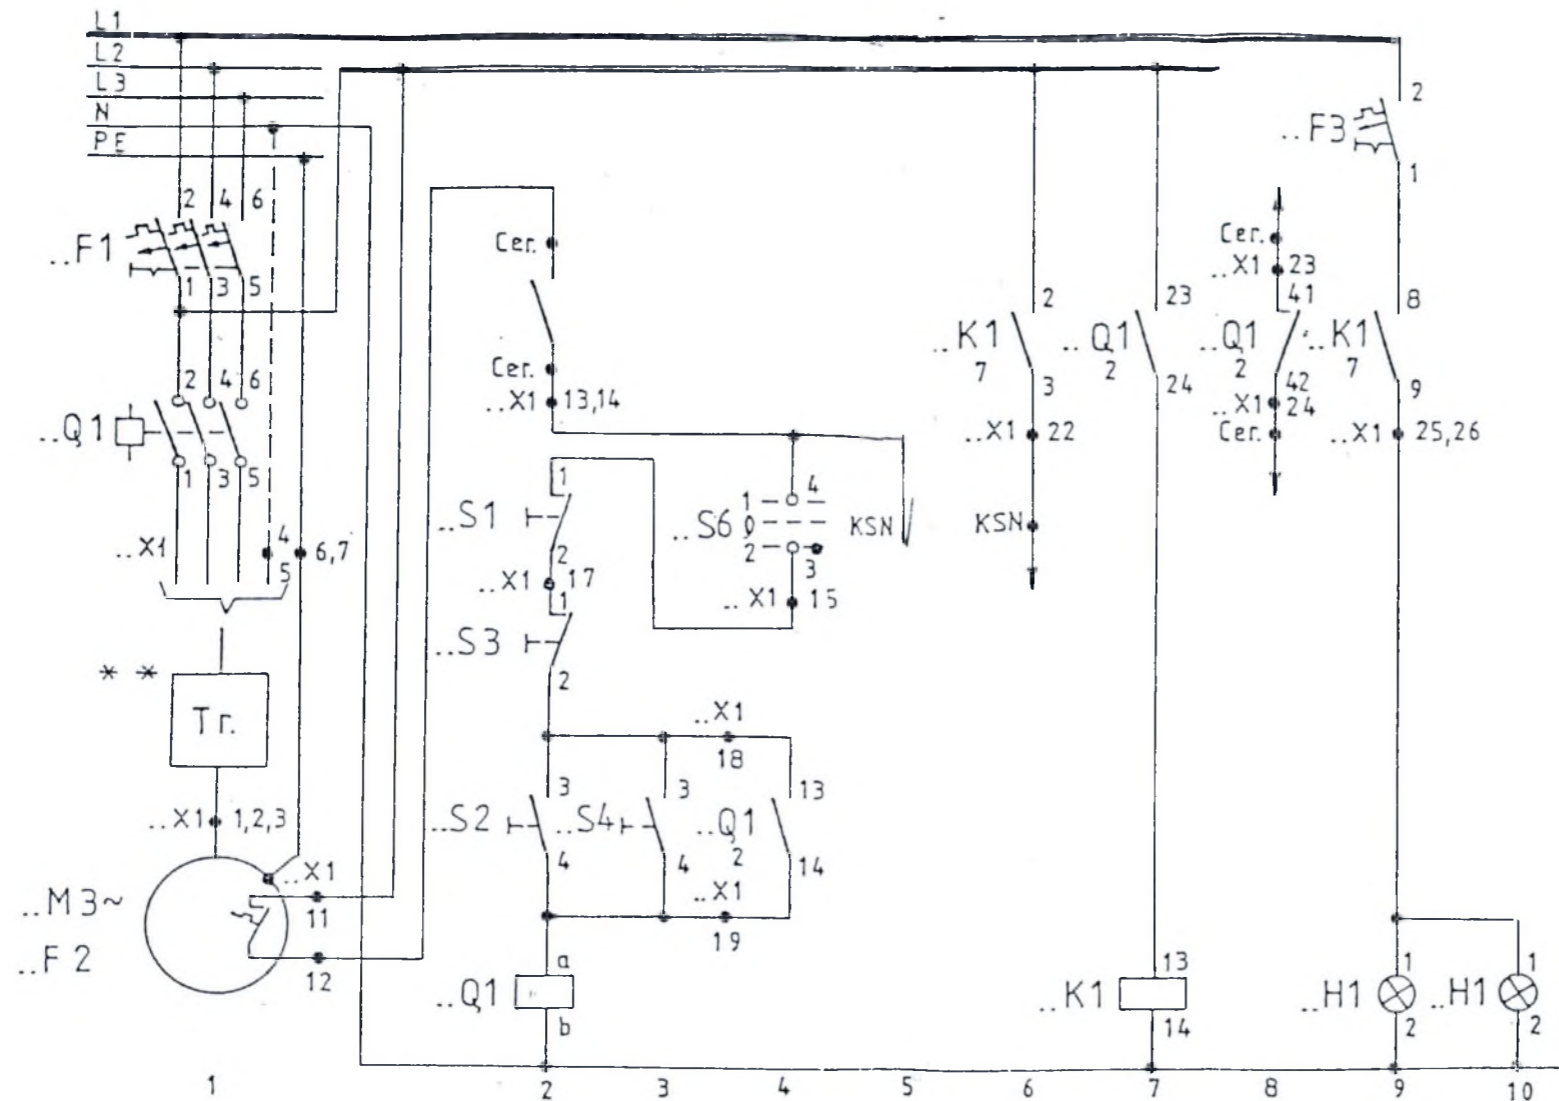 L1
L2
L3
N
PE
2 4 6
..F1
1 3 5
2 4 6
..Q1
1 3 5
..X1 4 6,7
5
* *
Tr.
..X1 1,2,3
..X1
..M3~
11
..F2
12
Cer.
Cer.
..X1 13,14
1
..S1
2
..X1 17
1
..S3
2
1 4
..S6 0
2
3
..X1 15
KSN
..X1
18
3 3 13
..S2 ..S4 ..Q1
2
4 4 14
..X1
19
a
..Q1
b
2
..K1
7
3
..X1 22
KSN
23
..Q1
2
24
13
..K1
14
Cer.
..X1 23
41
..Q1
2
42
..X1 24
Cer.
2
..F3
1
8
..K1
7
9
..X1 25,26
1 1
..H1 ..H1
2 2
1 2 3 4 5 6 7 8 9 10